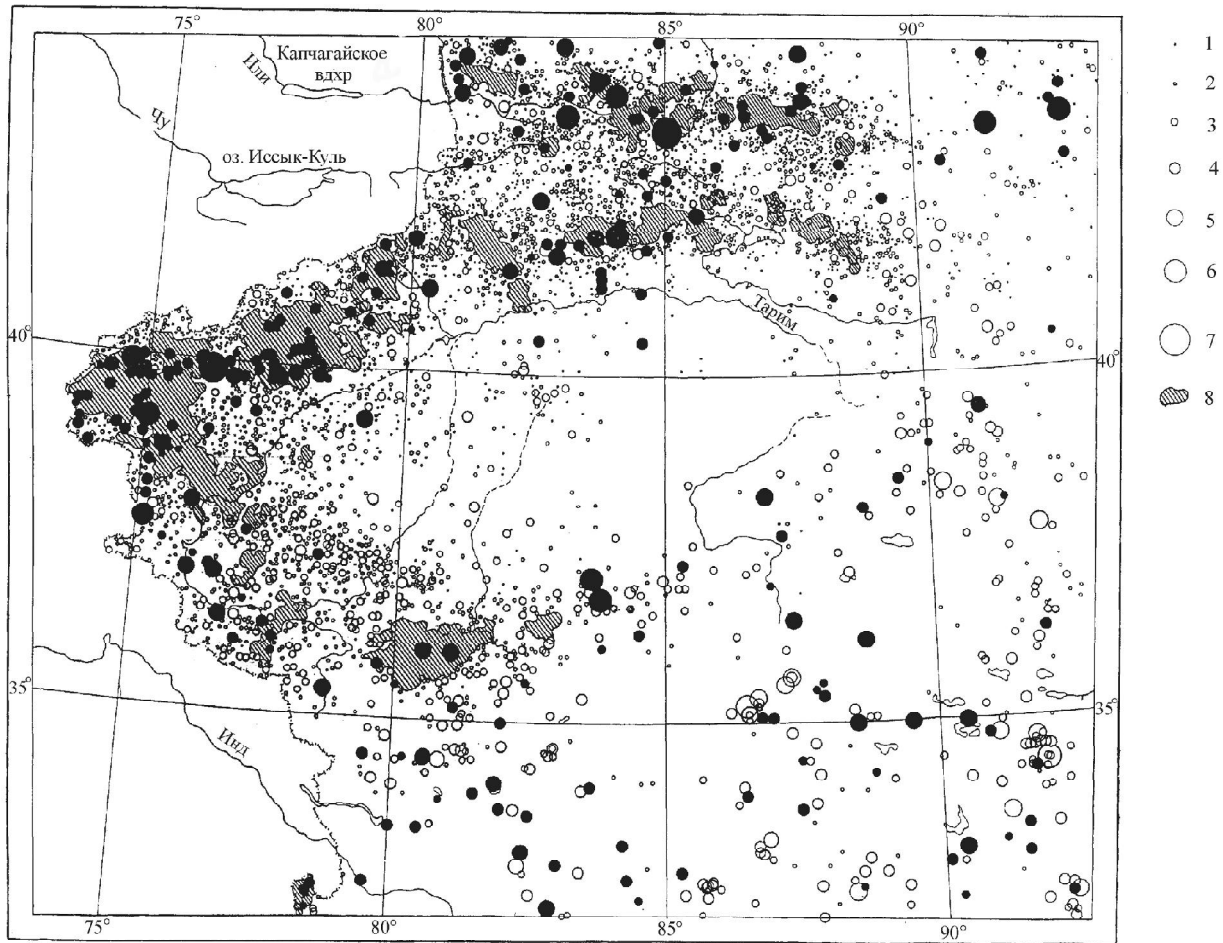 75° 80° 85° 90°
Или
Капчагайское
вдхр
Чу
оз. Иссык-Куль
Тарим
40°
40°
35°
35°
Инд
75° 80° 85° 90°
1
2
3
4
5
6
7
8